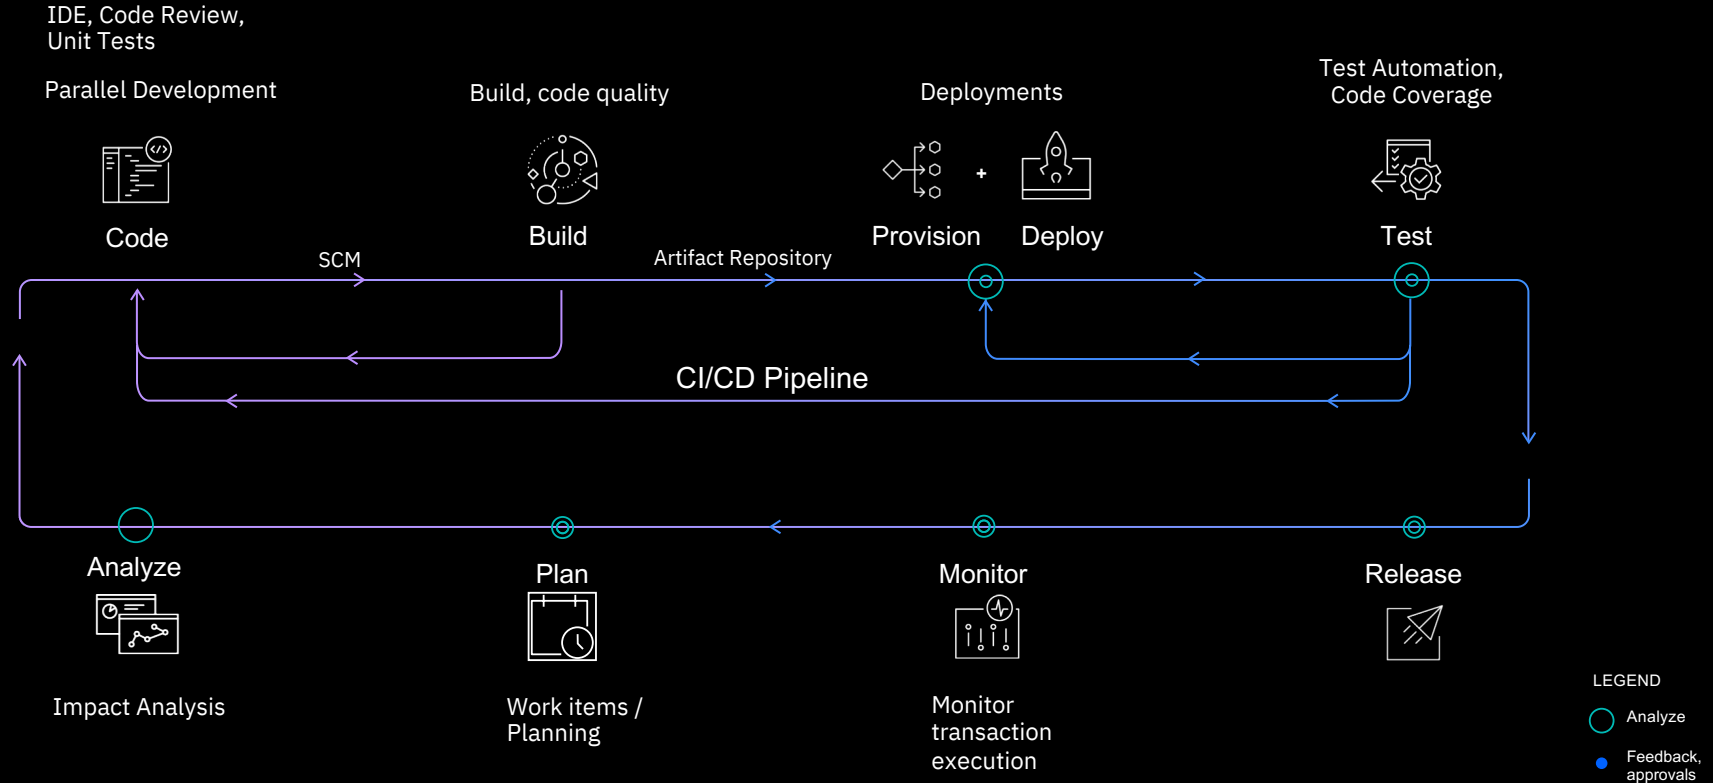 IDE, Code Review,
Unit Tests
Parallel Development
Build, code quality
Deployments
Test Automation,
Code Coverage
</>
+
Code
Build
Provision
Deploy
Test
SCM
Artifact Repository
CI/CD Pipeline
Analyze
Plan
Monitor
Release
Impact Analysis
Work items /
Planning
Monitor
transaction
execution
LEGEND
Analyze
Feedback,
approvals